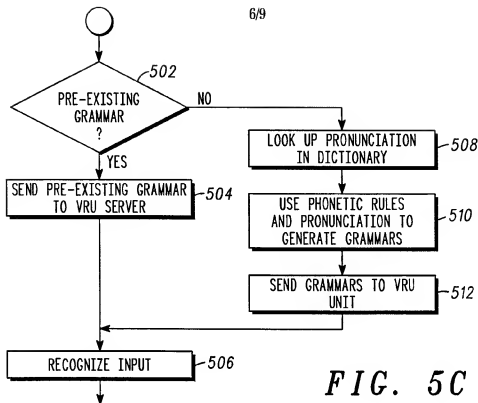 6/9
502
PRE-EXISTING
GRAMMAR
?
NO
YES
SEND PRE-EXISTING GRAMMAR
TO VRU SERVER
504
LOOK UP PRONUNCIATION
IN DICTIONARY
508
USE PHONETIC RULES
AND PRONUNCIATION TO
GENERATE GRAMMARS
510
SEND GRAMMARS TO VRU
UNIT
512
RECOGNIZE INPUT
506
FIG. 5C